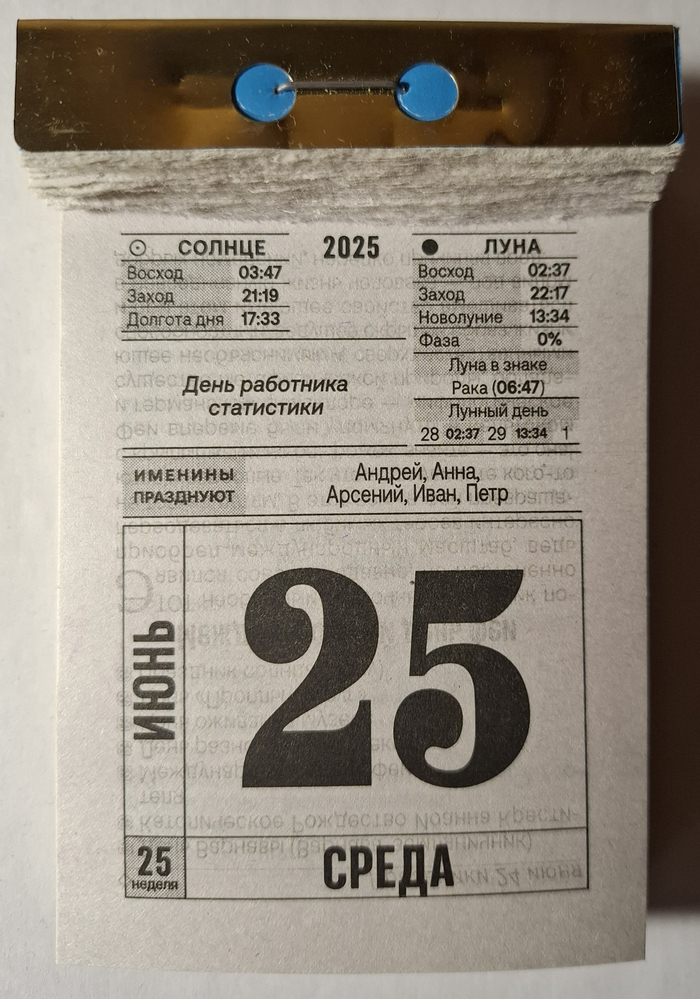 СОЛНЦЕ
Восход 03:47
Заход 21:19
Долгота дня 17:33
2025
ЛУНА
Восход 02:37
Заход 22:17
Новолуние 13:34
Фаза 0%
Луна в знаке
Рака (06:47)
Лунный день
28 02:37 29 13:34 1
День работника
статистики
ИМЕНИНЫ
ПРАЗДНУЮТ
Андрей, Анна,
Арсений, Иван, Петр
ИЮНЬ
25
25
неделя
СРЕДА